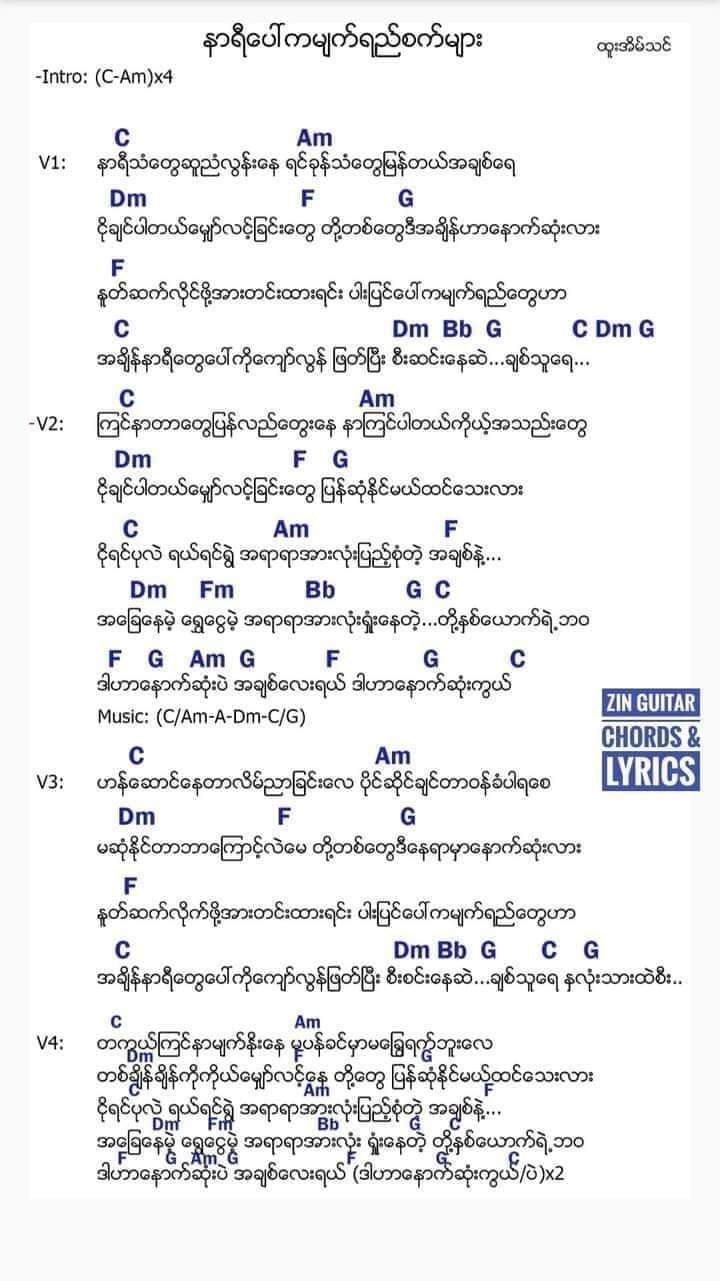 နာရီပေါ်ကမျက်ရည်စက်များ
ထူးအိမ်သင်
-Intro: (C-Am)x4
C Am
V1: နာရီသံတွေဆူညံလွန်းနေ ရင်ခုန်သံတွေမြန်တယ်အချစ်ရေ
Dm F G
ငိုချင်ပါတယ်မျှော်လင့်ခြင်းတွေ တို့တစ်တွေဒီအချိန်ဟာနောက်ဆုံးလား
F
နူတ်ဆက်လိုင်ဖို့အားတင်းထားရင်း ပါးပြင်ပေါ်ကမျက်ရည်တွေဟာ
C Dm Bb G C Dm G
အချိန်နာရီတွေပေါ်ကိုကျော်လွန် ဖြတ်ပြီး စီးဆင်းနေဆဲ...ချစ်သူရေ...
C Am
-V2: ကြင်နာတာတွေပြန်လည်တွေးနေ နာကြင်ပါတယ်ကိုယ့်အသည်းတွေ
Dm F G
ငိုချင်ပါတယ်မျှော်လင့်ခြင်းတွေ ပြန်ဆုံနိုင်မယ်ထင်သေးလား
C Am F
ငိုရင်ပုလဲ ရယ်ရင်ရွှဲ အရာရာအားလုံးပြည့်စုံတဲ့ အချစ်နဲ့...
Dm Fm Bb G C
အခြေနေမဲ့ ရွှေငွေမဲ့ အရာရာအားလုံးရှုံးနေတဲ့...တို့နှစ်ယောက်ရဲ့ဘဝ
F G Am G F G C
ဒါဟာနောက်ဆုံးပဲ အချစ်လေးရယ် ဒါဟာနောက်ဆုံးကွယ်
Music: (C/Am-A-Dm-C/G)
ZIN GUITAR
CHORDS &
LYRICS
C Am
V3: ဟန်ဆောင်နေတာလိမ်ညာခြင်းလေ ပိုင်ဆိုင်ချင်တာဝန်ခံပါရစေ
Dm F G
မဆုံနိုင်တာဘာကြောင့်လဲမေ တို့တစ်တွေဒီနေရာမှာနောက်ဆုံးလား
F
နူတ်ဆက်လိုက်ဖို့အားတင်းထားရင်း ပါးပြင်ပေါ်ကမျက်ရည်တွေဟာ
C Dm Bb G C G
အချိန်နာရီတွေပေါ်ကိုကျော်လွန်ဖြတ်ပြီး စီးစင်းနေဆဲ...ချစ်သူရေ နှလုံးသားထဲစီး..
C Am
V4: တကယ်ကြင်နာမျက်နိုးနေ မူပန်ခင်မှာမခြွေရက်ဘူးလေ
Dm F G
တစ်ချိန်ချိန်ကိုကိုယ်မျှော်လင့်နေ တို့တွေ ပြန်ဆုံနိုင်မယ်ထင်သေးလား
C Am F
ငိုရင်ပုလဲ ရယ်ရင်ရွှဲ အရာရာအားလုံးပြည့်စုံတဲ့ အချစ်နဲ့...
Dm Fm Bb G C
အခြေနေမဲ့ ရွှေငွေမဲ့ အရာရာအားလုံး ရှုံးနေတဲ့ တို့နှစ်ယောက်ရဲ့ဘဝ
F G Am G F G C
ဒါဟာနောက်ဆုံးပဲ အချစ်လေးရယ် (ဒါဟာနောက်ဆုံးကွယ်/ပဲ)x2